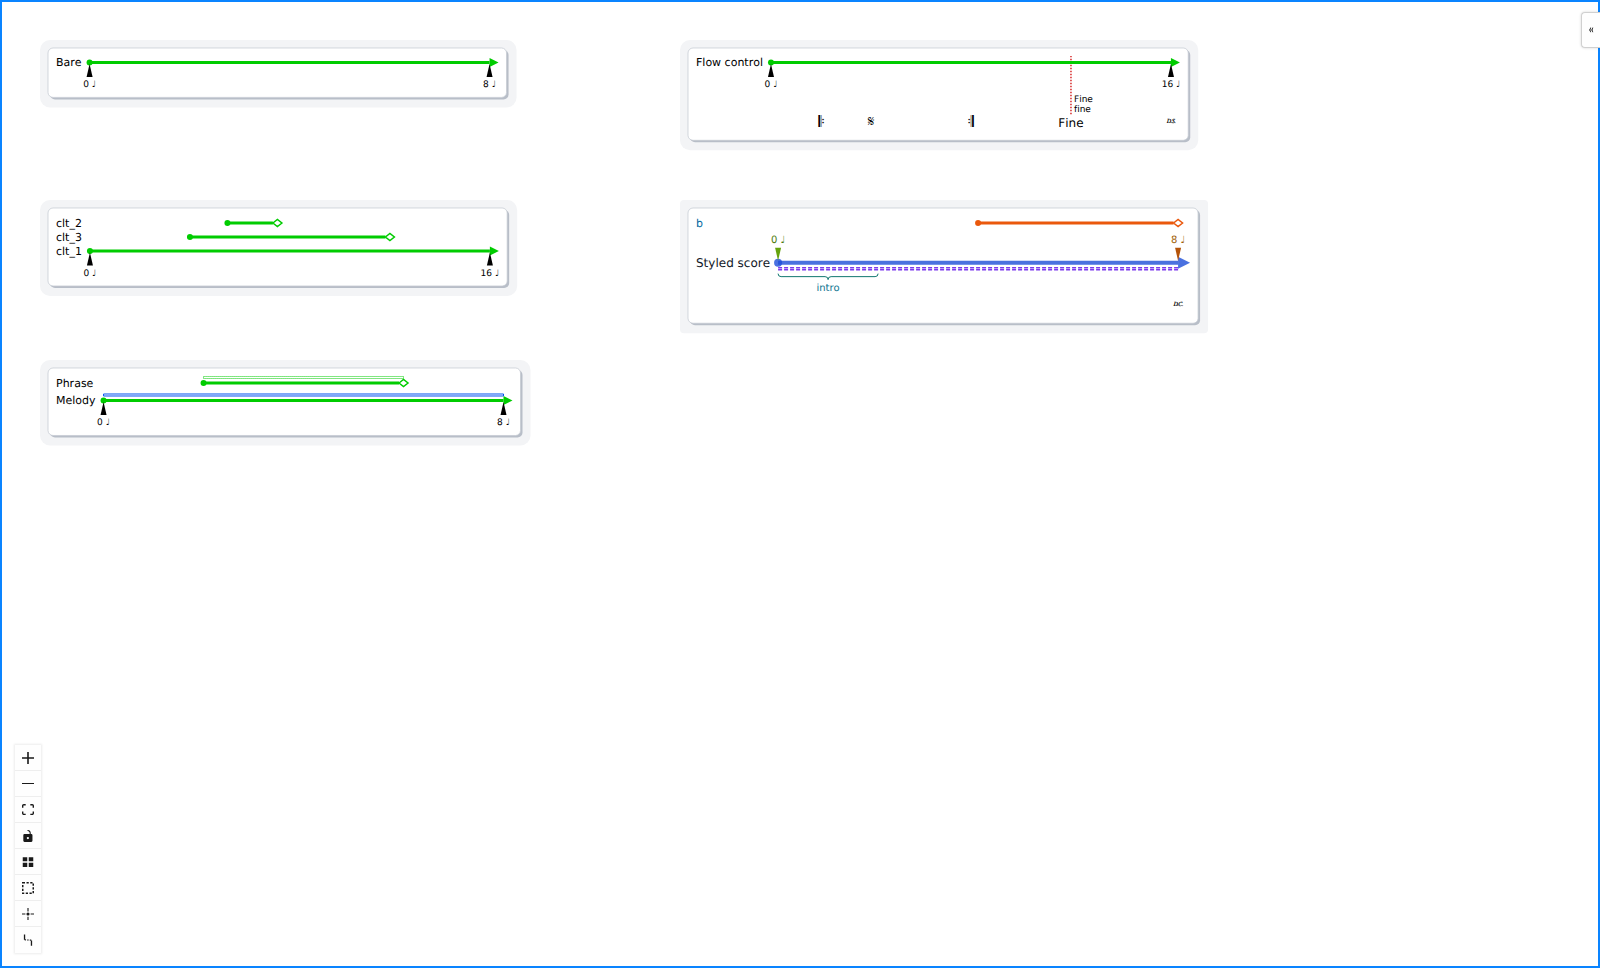 Bare
0 ♩
8 ♩
Flow control
0 ♩
16 ♩
Fine
fine
Fine
D.S.
clt_2
clt_3
clt_1
0 ♩
16 ♩
b
0 ♩
8 ♩
Styled score
intro
D.C.
Phrase
Melody
0 ♩
8 ♩
«